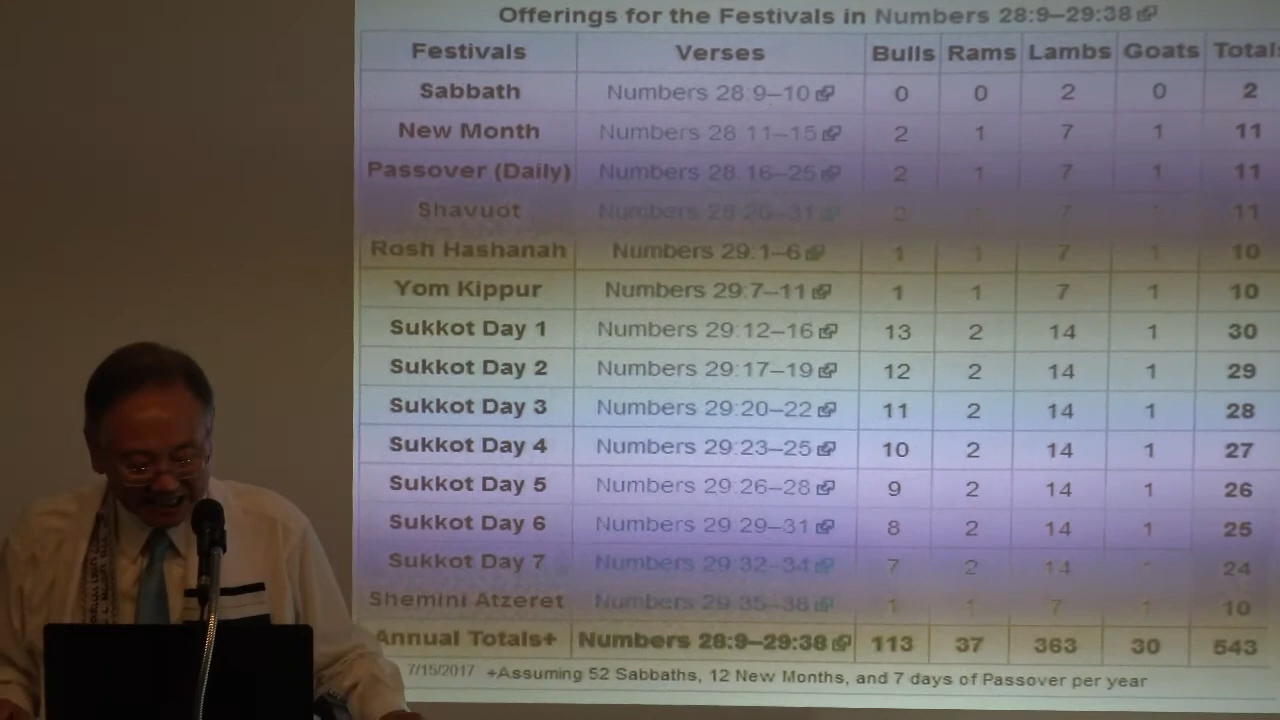 Offerings for the Festivals in Numbers 28:9–29:38
Festivals Verses Bulls Rams Lambs Goats Total
Sabbath Numbers 28:9–10 0 0 2 0 2
New Month Numbers 28:11–15 2 1 7 1 11
Passover (Daily) Numbers 28:16–25 2 1 7 1 11
Shavuot Numbers 28:26–31 2 1 7 1 11
Rosh Hashanah Numbers 29:1–6 1 1 7 1 10
Yom Kippur Numbers 29:7–11 1 1 7 1 10
Sukkot Day 1 Numbers 29:12–16 13 2 14 1 30
Sukkot Day 2 Numbers 29:17–19 12 2 14 1 29
Sukkot Day 3 Numbers 29:20–22 11 2 14 1 28
Sukkot Day 4 Numbers 29:23–25 10 2 14 1 27
Sukkot Day 5 Numbers 29:26–28 9 2 14 1 26
Sukkot Day 6 Numbers 29:29–31 8 2 14 1 25
Sukkot Day 7 Numbers 29:32–34 7 2 14 1 24
Shemini Atzeret Numbers 29:35–38 1 1 7 1 10
Annual Totals+ Numbers 28:9–29:38 113 37 363 30 543
7/15/2017 +Assuming 52 Sabbaths, 12 New Months, and 7 days of Passover per year